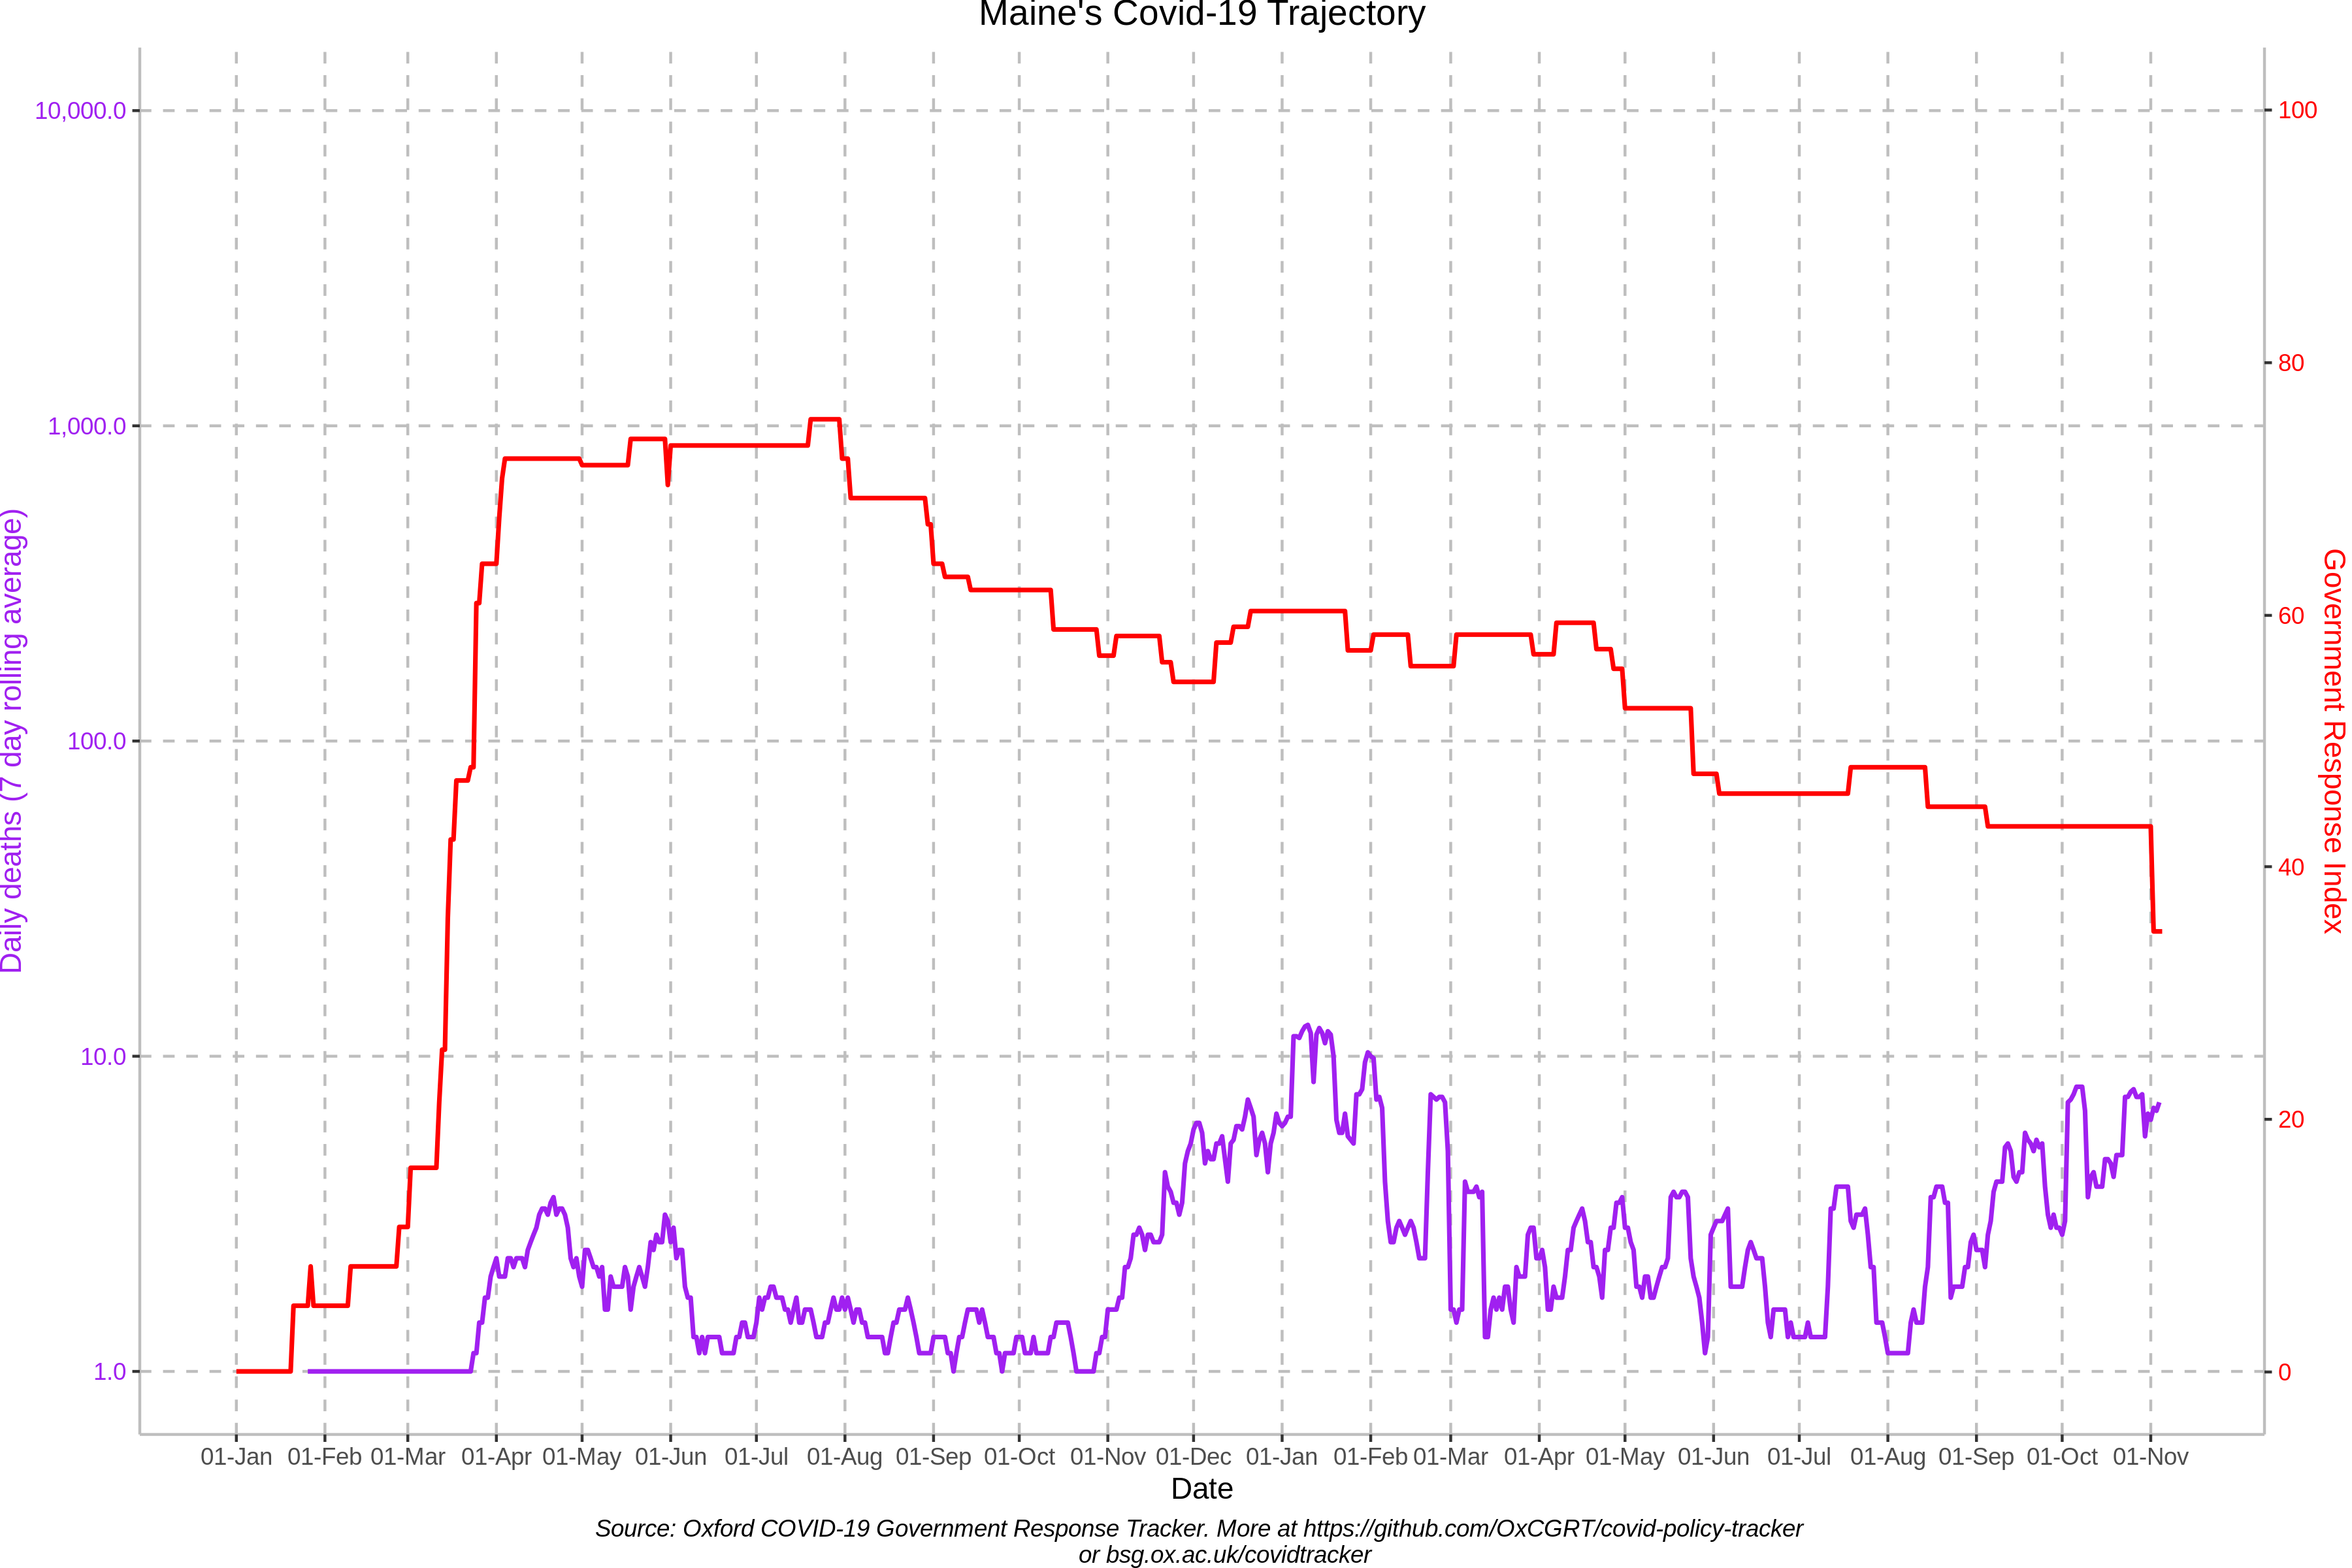 Maine's Covid-19 Trajectory
10,000.0
1,000.0
100.0
10.0
1.0
Daily deaths (7 day rolling average)
100
80
60
40
20
0
Government Response Index
01-Jan 01-Feb 01-Mar 01-Apr 01-May 01-Jun 01-Jul 01-Aug 01-Sep 01-Oct 01-Nov 01-Dec 01-Jan 01-Feb 01-Mar 01-Apr 01-May 01-Jun 01-Jul 01-Aug 01-Sep 01-Oct 01-Nov
Date
Source: Oxford COVID-19 Government Response Tracker. More at https://github.com/OxCGRT/covid-policy-tracker
or bsg.ox.ac.uk/covidtracker